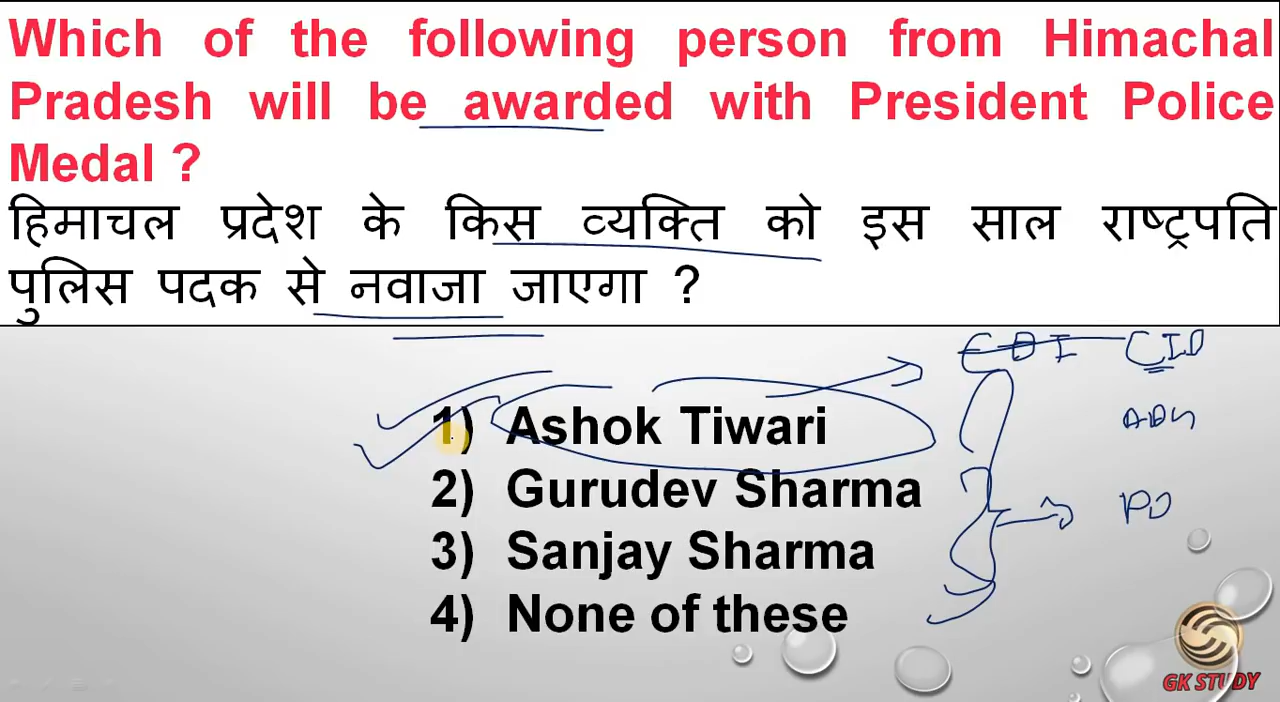 Which of the following person from Himachal
Pradesh will be awarded with President Police
Medal ?
हिमाचल प्रदेश के किस व्यक्ति को इस साल राष्ट्रपति
पुलिस पदक से नवाजा जाएगा ?
CID
1) Ashok Tiwari
2) Gurudev Sharma
3) Sanjay Sharma
4) None of these
GK STUDY